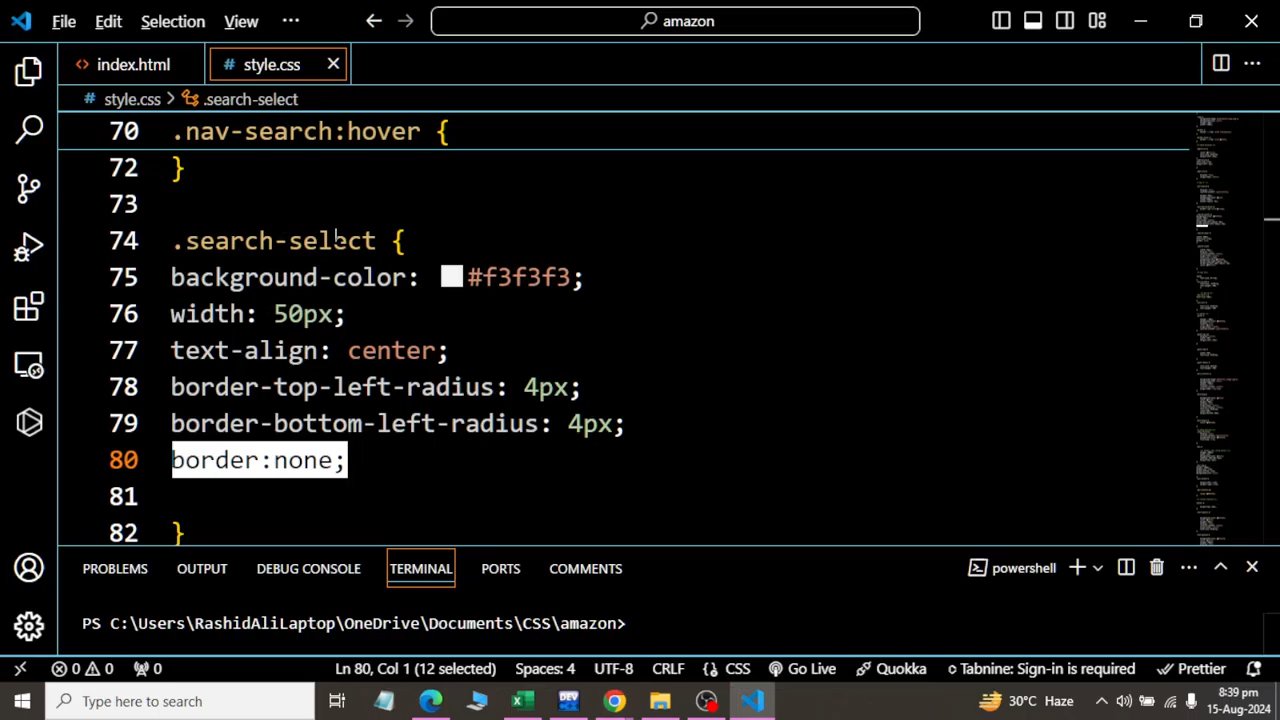 File Edit Selection View ... amazon
index.html style.css
style.css > .search-select
70 .nav-search:hover {
72 }
73
74 .search-select {
75 background-color: #f3f3f3;
76 width: 50px;
77 text-align: center;
78 border-top-left-radius: 4px;
79 border-bottom-left-radius: 4px;
80 border:none;
81
82 }
PROBLEMS OUTPUT DEBUG CONSOLE TERMINAL PORTS COMMENTS powershell
PS C:\Users\RashidAliLaptop\OneDrive\Documents\CSS\amazon>
0 0 0 Ln 80, Col 1 (12 selected) Spaces: 4 UTF-8 CRLF {} CSS Go Live Quokka Tabnine: Sign-in is required Prettier
Type here to search 30°C Haze 8:39 pm
15-Aug-2024